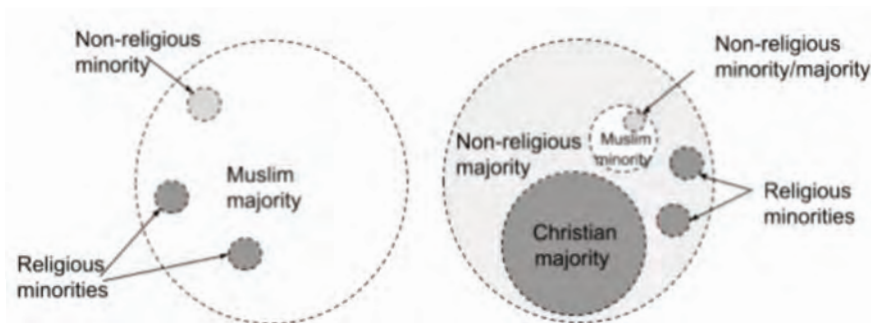 Non-religious
minority
Muslim
majority
Religious
minorities
Non-religious
minority/majority
Non-religious
majority
Muslim
minority
Christian
majority
Religious
minorities